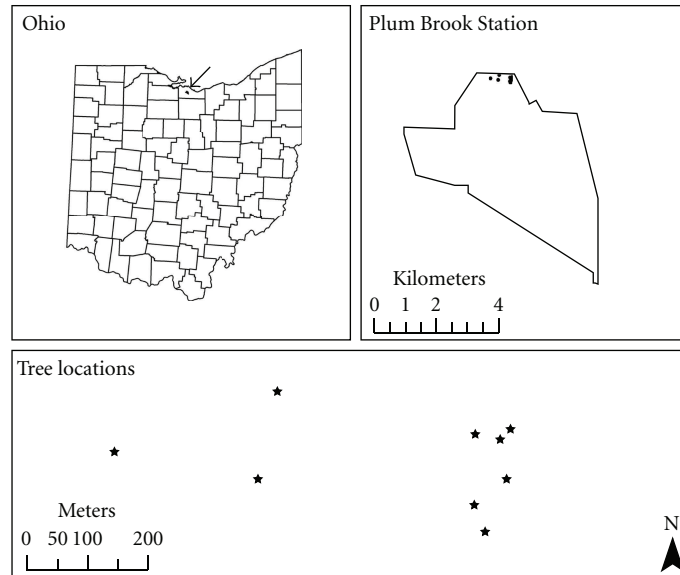 Ohio
Plum Brook Station
Kilometers
0 1 2 4
Tree locations
Meters
0 50 100 200
N